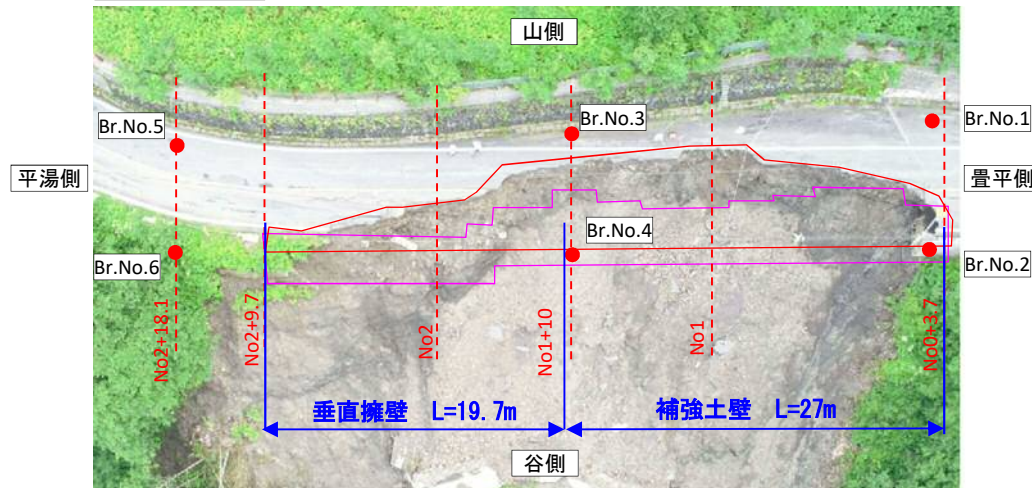 山側
Br.No.5
Br.No.3
Br.No.1
平湯側
畳平側
Br.No.6
Br.No.4
Br.No.2
No2+18.1
No2+9.7
No2
No1+10
No1
No0+3.7
垂直擁壁 L=19.7m
補強土壁 L=27m
谷側